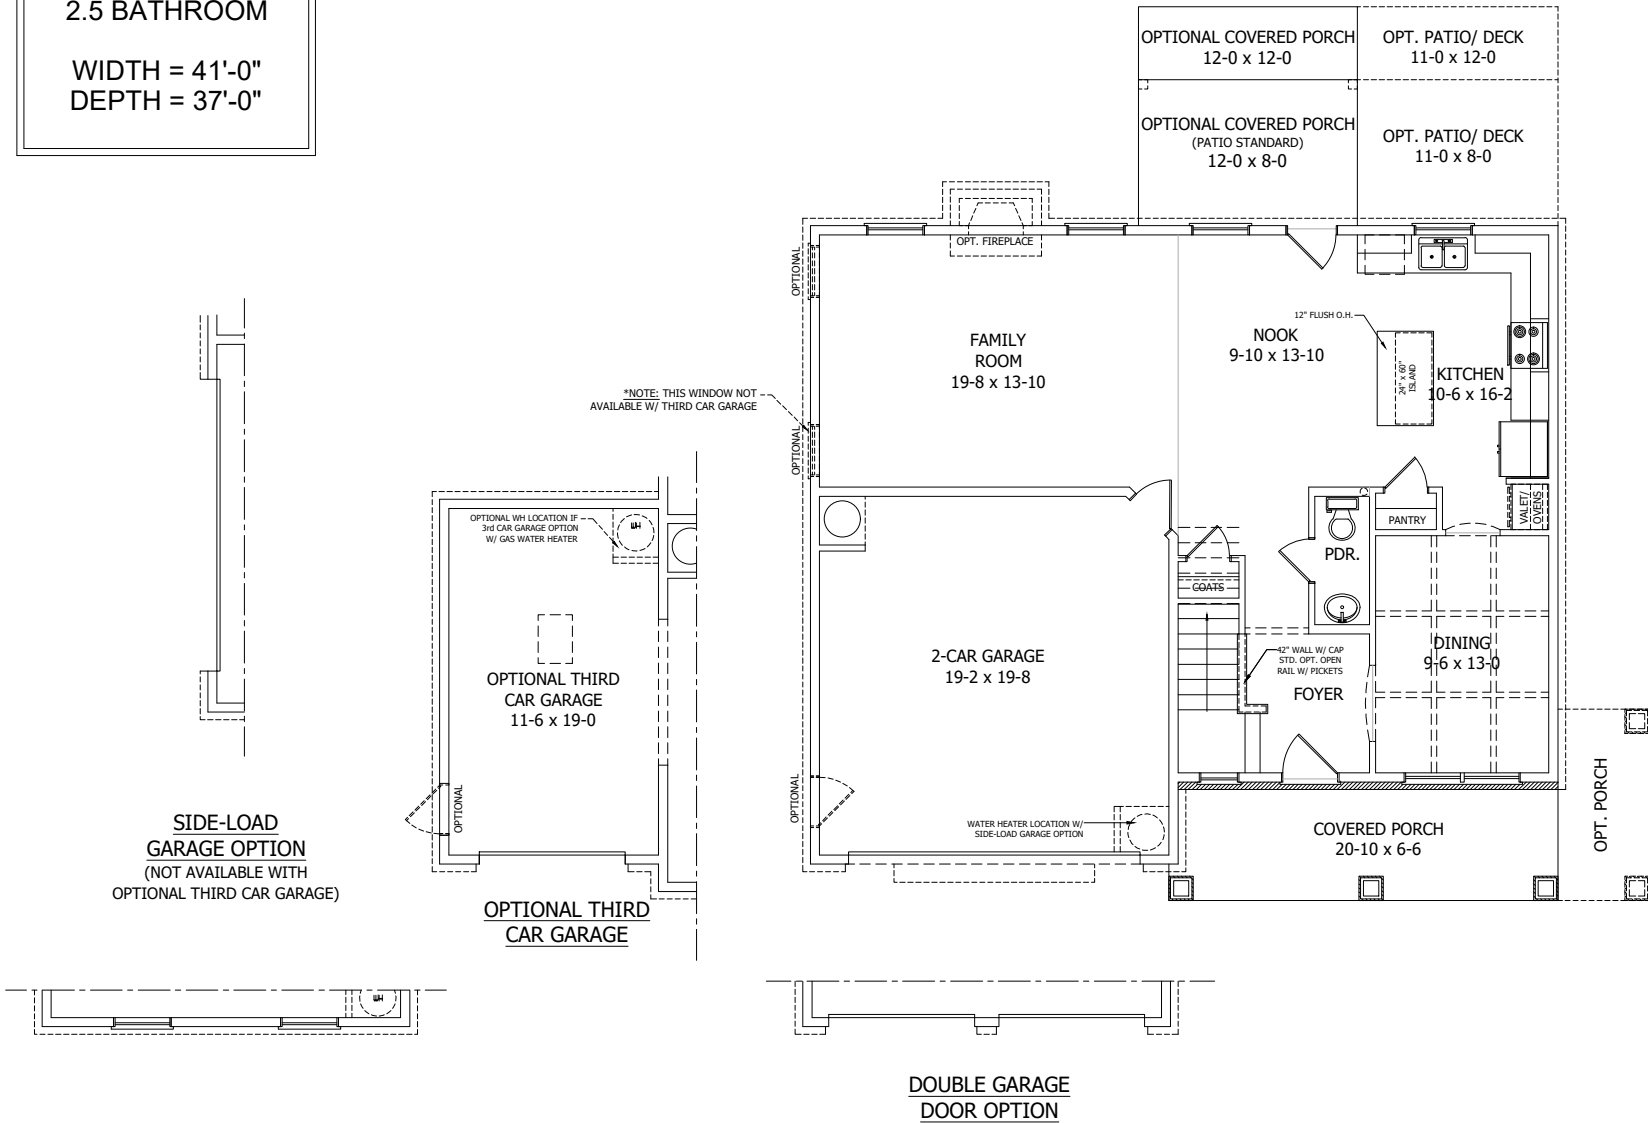 2.5 BATHROOM
WIDTH = 41'-0"
DEPTH = 37'-0"
OPTIONAL COVERED PORCH
12-0 x 12-0
OPT. PATIO/ DECK
11-0 x 12-0
OPTIONAL COVERED PORCH
(PATIO STANDARD)
12-0 x 8-0
OPT. PATIO/ DECK
11-0 x 8-0
OPT. FIREPLACE
OPTIONAL
FAMILY
ROOM
19-8 x 13-10
12" FLUSH O.H.
NOOK
9-10 x 13-10
24" x 60"
ISLAND
KITCHEN
10-6 x 16-2
*NOTE: THIS WINDOW NOT
AVAILABLE W/ THIRD CAR GARAGE
OPTIONAL
VALET/
OVENS
PANTRY
PDR.
COATS
OPTIONAL WH LOCATION IF
3rd CAR GARAGE OPTION
W/ GAS WATER HEATER
WH
OPTIONAL THIRD
CAR GARAGE
11-6 x 19-0
OPTIONAL
2-CAR GARAGE
19-2 x 19-8
42" WALL W/ CAP
STD. OPT. OPEN
RAIL W/ PICKETS
FOYER
DINING
9-6 x 13-0
OPTIONAL
WATER HEATER LOCATION W/
SIDE-LOAD GARAGE OPTION
COVERED PORCH
20-10 x 6-6
OPT. PORCH
SIDE-LOAD
GARAGE OPTION
(NOT AVAILABLE WITH
OPTIONAL THIRD CAR GARAGE)
OPTIONAL THIRD
CAR GARAGE
WH
DOUBLE GARAGE
DOOR OPTION